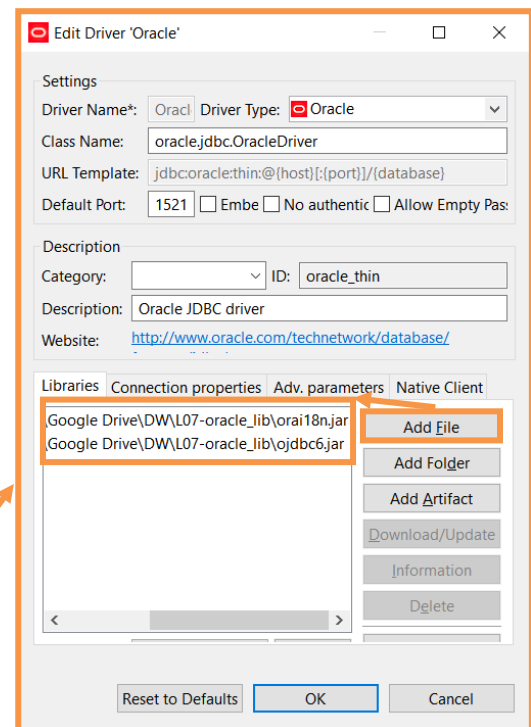 Edit Driver 'Oracle'
Settings
Driver Name*: Oracl Driver Type: Oracle
Class Name: oracle.jdbc.OracleDriver
URL Template: jdbc:oracle:thin:@{host}[:{port}]/{database}
Default Port: 1521 Embe No authentic Allow Empty Pas
Description
Category: ID: oracle_thin
Description: Oracle JDBC driver
Website: http://www.oracle.com/technetwork/database/
Libraries Connection properties Adv. parameters Native Client
\Google Drive\DW\L07-oracle_lib\orai18n.jar
\Google Drive\DW\L07-oracle_lib\ojdbc6.jar
Add File
Add Folder
Add Artifact
Download/Update
Information
Delete
Reset to Defaults OK Cancel